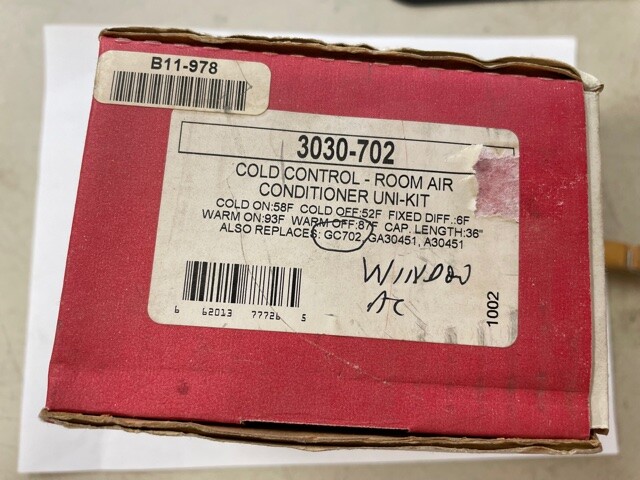 B11-978
3030-702
COLD CONTROL - ROOM AIR
CONDITIONER UNI-KIT
COLD ON:58F COLD OFF:52F FIXED DIFF.:6F
WARM ON:93F WARM OFF:87F CAP. LENGTH:36"
ALSO REPLACES: GC702, GA30451, A30451
WINDOW
AC
6 62013 77726 5
1002